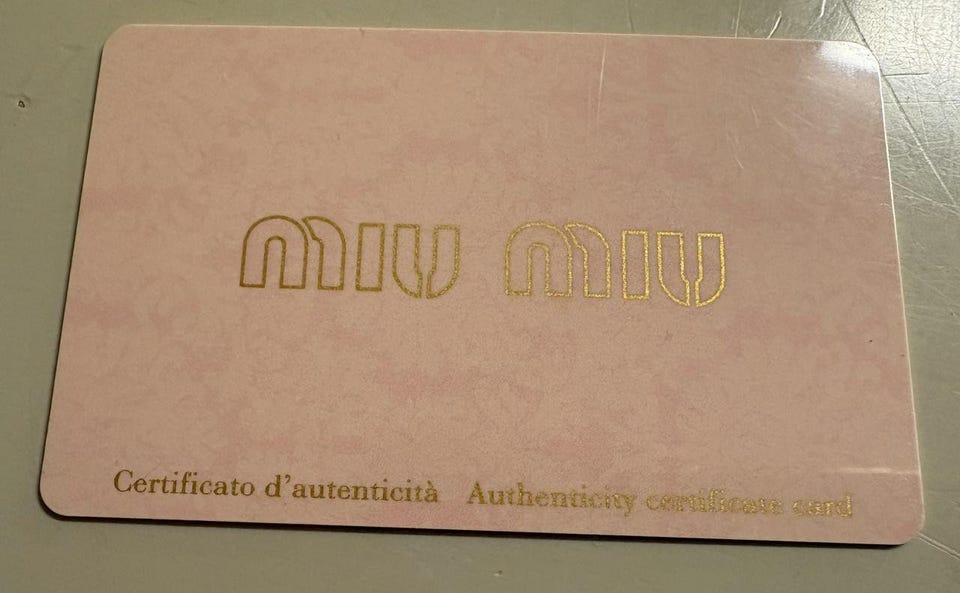 miu miu
Certificato d'autenticità Authenticity certificate card